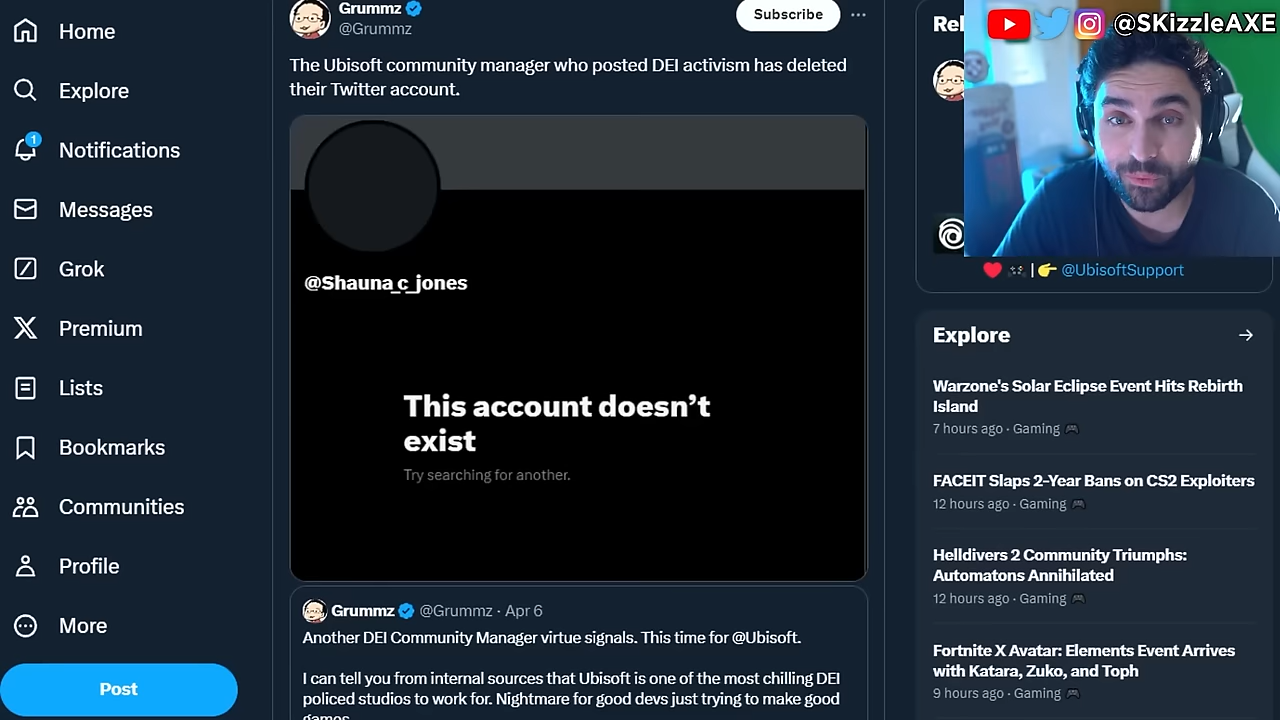 Home
Explore
Notifications
1
Messages
Grok
Premium
Lists
Bookmarks
Communities
Profile
More
Post
Grummz
@Grummz
Subscribe
The Ubisoft community manager who posted DEI activism has deleted
their Twitter account.
@Shauna_c_jones
This account doesn’t
exist
Try searching for another.
Grummz @Grummz · Apr 6
Another DEI Community Manager virtue signals. This time for @Ubisoft.
I can tell you from internal sources that Ubisoft is one of the most chilling DEI
policed studios to work for. Nightmare for good devs just trying to make good
games.
@SKizzleAXE
Rel
| 👉 @UbisoftSupport
Explore
Warzone's Solar Eclipse Event Hits Rebirth
Island
7 hours ago · Gaming
FACEIT Slaps 2-Year Bans on CS2 Exploiters
12 hours ago · Gaming
Helldivers 2 Community Triumphs:
Automatons Annihilated
12 hours ago · Gaming
Fortnite X Avatar: Elements Event Arrives
with Katara, Zuko, and Toph
9 hours ago · Gaming